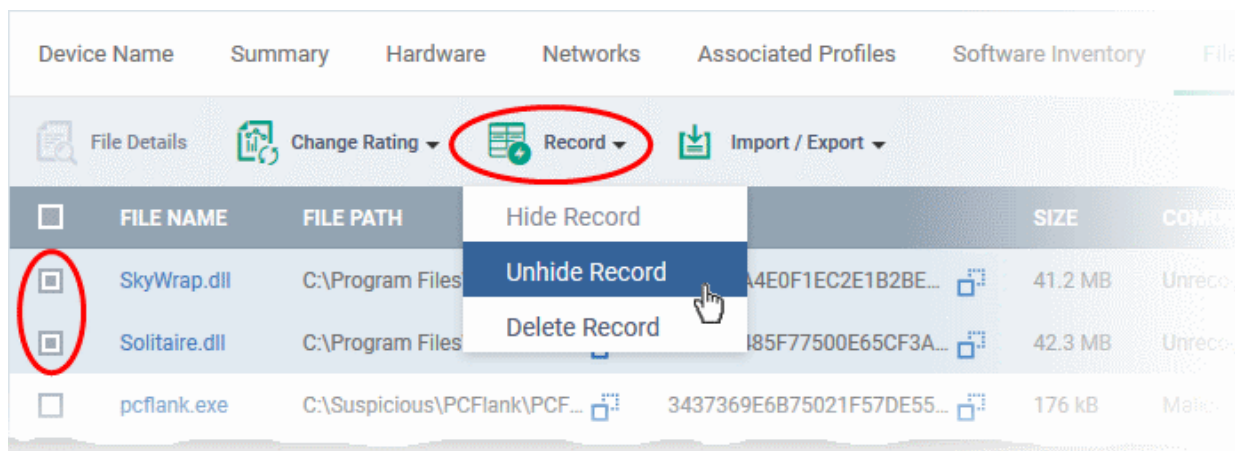 Device Name Summary Hardware Networks Associated Profiles Software Inventory
File Details Change Rating Record Import / Export
FILE NAME FILE PATH SIZE
Hide Record
SkyWrap.dll C:\Program Files A4E0F1EC2E1B2BE... 41.2 MB
Unhide Record
Solitaire.dll C:\Program Files 485F77500E65CF3A... 42.3 MB
Delete Record
pcflank.exe C:\Suspicious\PCFlank\PCF... 3437369E6B75021F57DE55... 176 kB